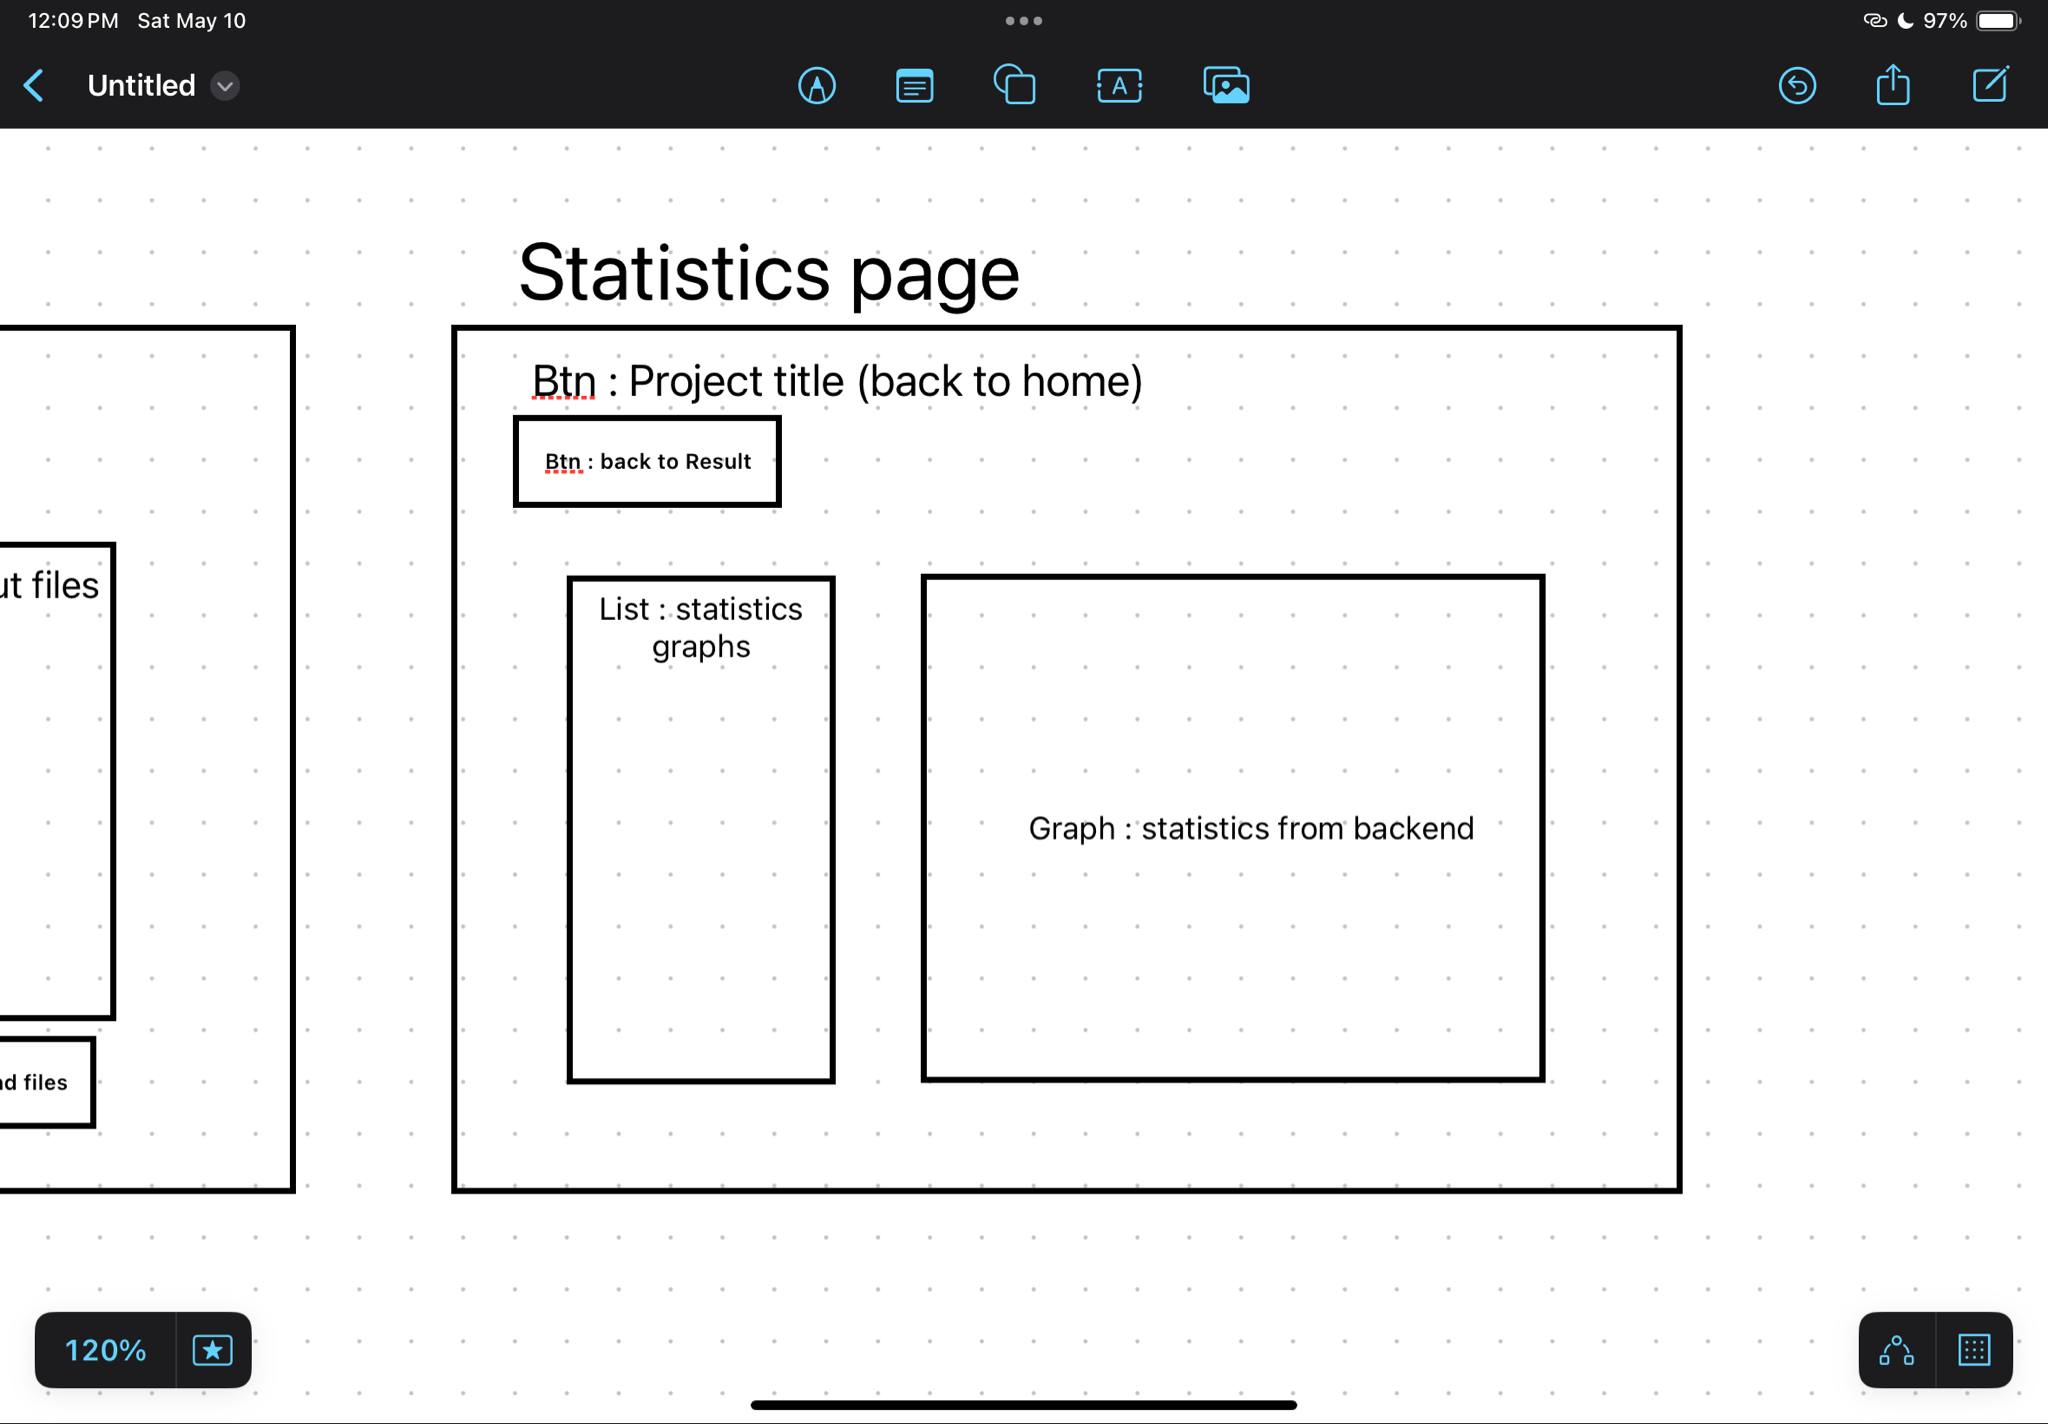 12:09 PM Sat May 10
97%
Untitled
Statistics page
Btn : Project title (back to home)
Btn : back to Result
files
List : statistics
graphs
Graph : statistics from backend
files
120%